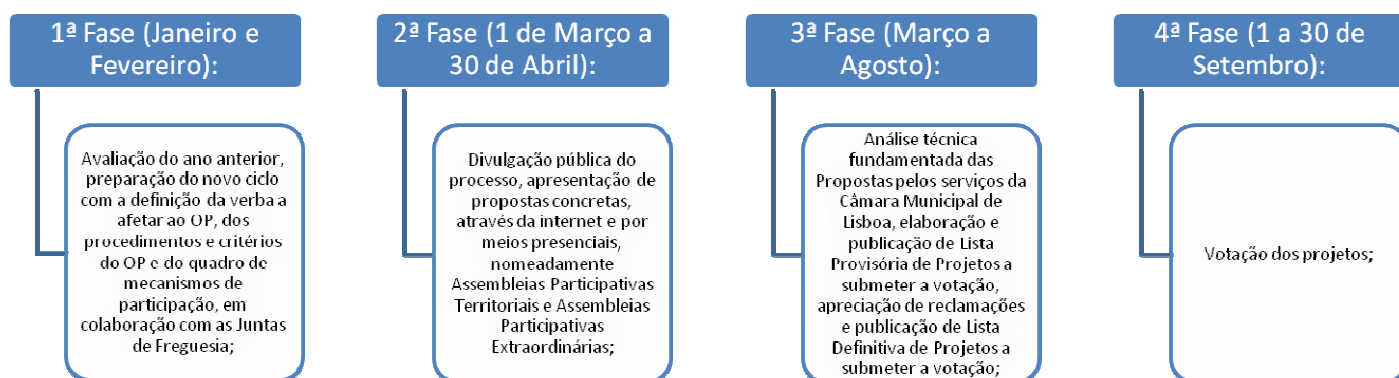 1ª Fase (Janeiro e
Fevereiro):
Avaliação do ano anterior,
preparação do novo ciclo
com a definição da verba a
afetar ao OP, dos
procedimentos e critérios
do OP e do quadro de
mecanismos de
participação, em
colaboração com as Juntas
de Freguesia;
2ª Fase (1 de Março a
30 de Abril):
Divulgação pública do
processo, apresentação de
propostas concretas,
através da internet e por
meios presenciais,
nomeadamente
Assembleias Participativas
Territoriais e Assembleias
Participativas
Extraordinárias;
3ª Fase (Março a
Agosto):
Análise técnica
fundamentada das
Propostas pelos serviços da
Câmara Municipal de
Lisboa, elaboração e
publicação de Lista
Provisória de Projetos a
submeter a votação,
apreciação de reclamações
e publicação de Lista
Definitiva de Projetos a
submeter a votação;
4ª Fase (1 a 30 de
Setembro):
Votação dos projetos;